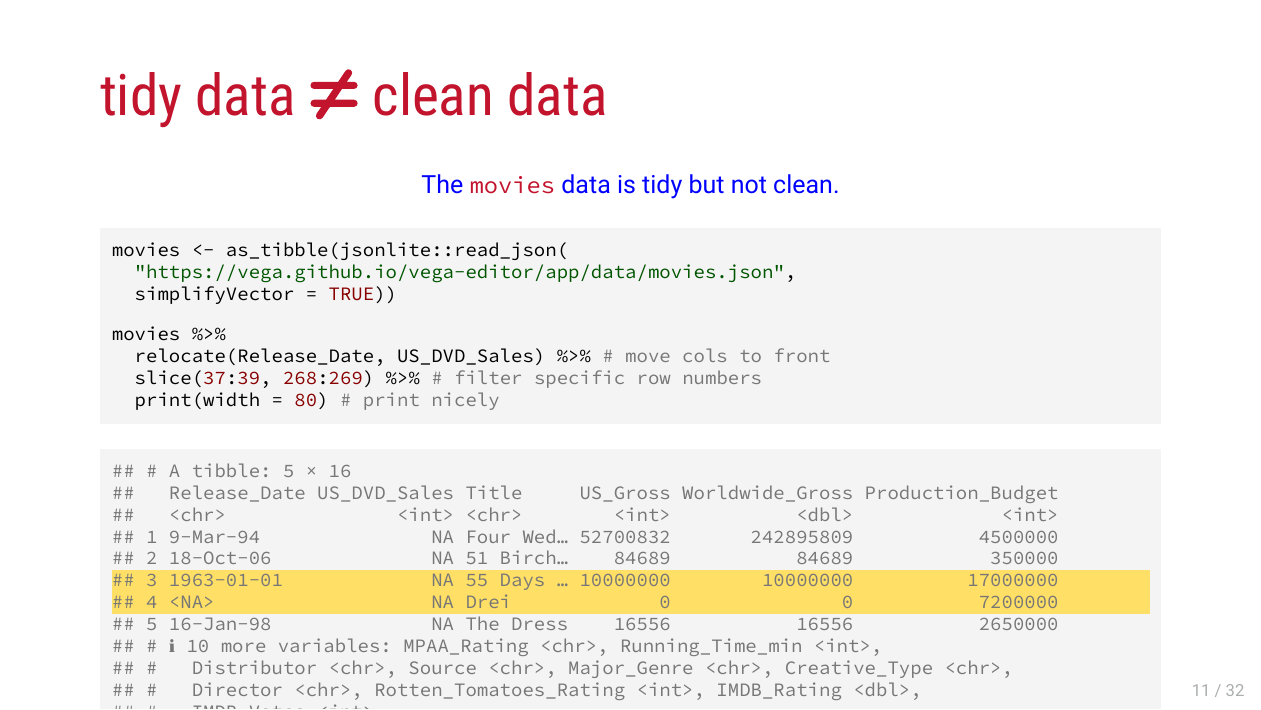 tidy data ≠ clean data
The movies data is tidy but not clean.
movies <- as_tibble(jsonlite::read_json(
  "https://vega.github.io/vega-editor/app/data/movies.json",
  simplifyVector = TRUE))
movies %>%
  relocate(Release_Date, US_DVD_Sales) %>% # move cols to front
  slice(37:39, 268:269) %>% # filter specific row numbers
  print(width = 80) # print nicely
## # A tibble: 5 × 16
##   Release_Date US_DVD_Sales Title     US_Gross Worldwide_Gross Production_Budget
##   <chr>               <int> <chr>        <int>           <dbl>             <int>
## 1 9-Mar-94               NA Four Wed… 52700832       242895809           4500000
## 2 18-Oct-06              NA 51 Birch…    84689           84689            350000
## 3 1963-01-01             NA 55 Days … 10000000        10000000          17000000
## 4 <NA>                   NA Drei             0               0           7200000
## 5 16-Jan-98              NA The Dress    16556           16556           2650000
## # ℹ 10 more variables: MPAA_Rating <chr>, Running_Time_min <int>,
## #   Distributor <chr>, Source <chr>, Major_Genre <chr>, Creative_Type <chr>,
## #   Director <chr>, Rotten_Tomatoes_Rating <int>, IMDB_Rating <dbl>,
## #   IMDB_Votes <int>
11 / 32